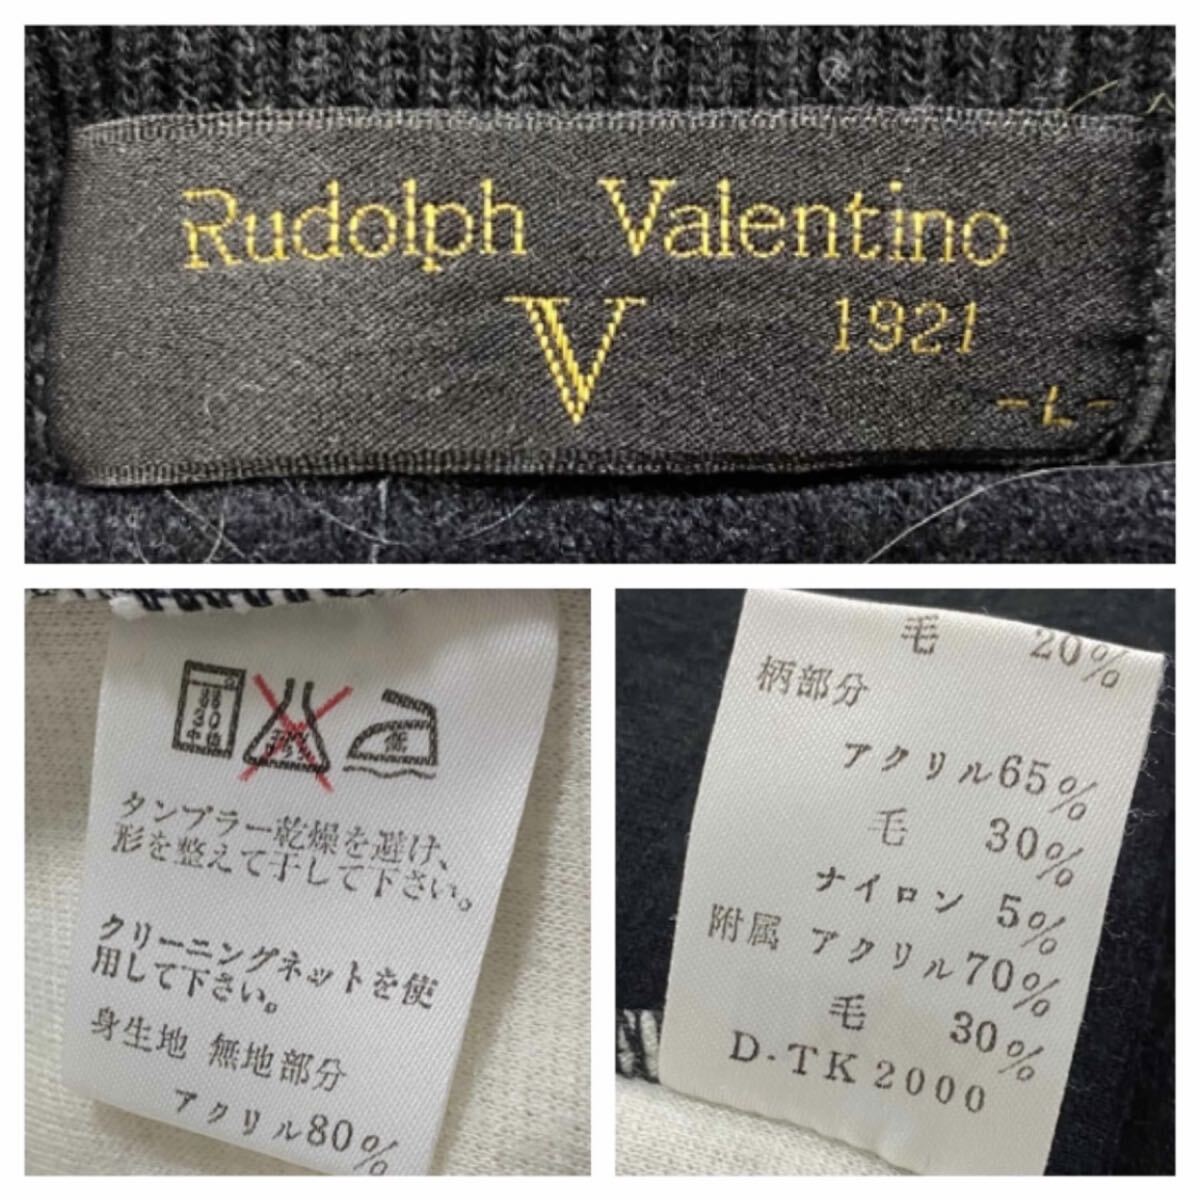 Rudolph Valentino
V
1921
-L-
30
中性
低
タンブラー乾燥を避け、
形を整えて干して下さい。
クリーニングネットを使
用して下さい。
身生地 無地部分
アクリル80%
毛 20%
柄部分
アクリル65%
毛 30%
ナイロン 5%
附属 アクリル70%
毛 30%
D-TK2000